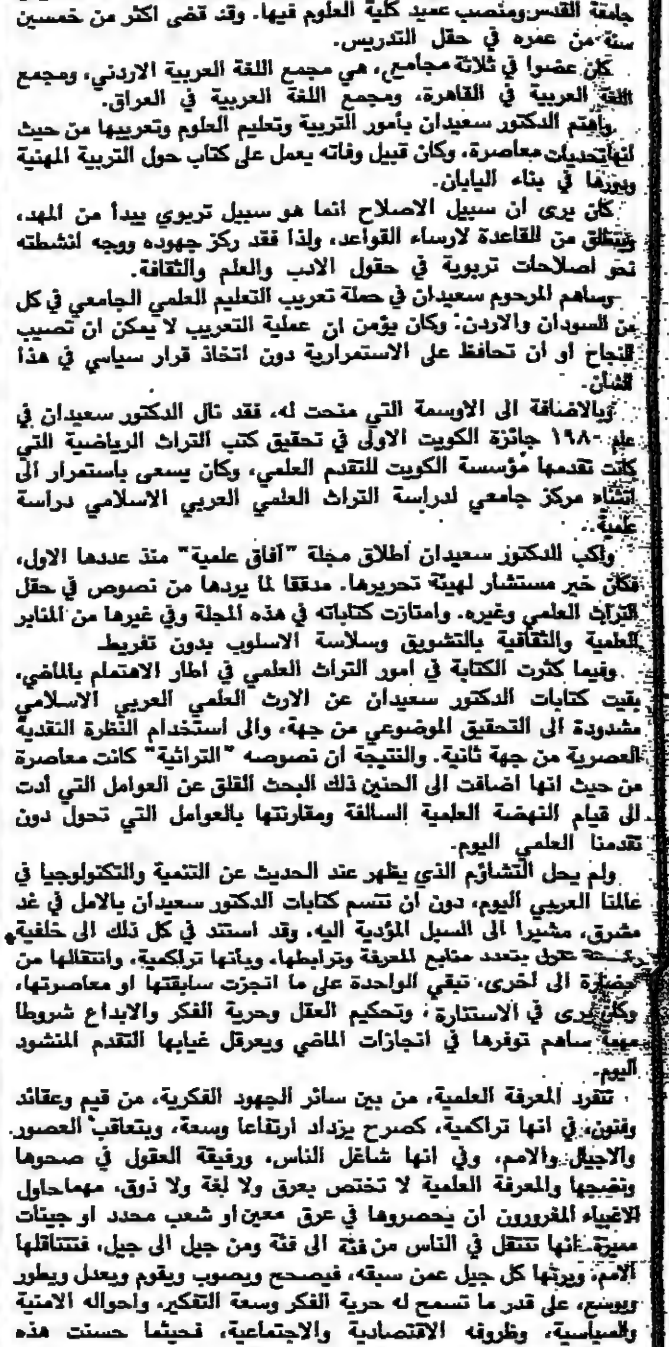 جامعة القدس ومنصب عميد كلية العلوم فيها. وقد قضى اكثر من خمسين
سنة من عمره في حقل التدريس.
كان عضوا في ثلاثة مجامع، هي مجمع اللغة العربية الاردني، ومجمع
اللغة العربية في القاهرة، ومجمع اللغة العربية في العراق.
واهتم الدكتور سعيدان بأمور التربية وتعليم العلوم وتعريبها من حيث
انها تحديات معاصرة، وكان قبيل وفاته يعمل على كتاب حول التربية المهنية
ودورها في بناء اليابان.
كان يرى ان سبيل الاصلاح انما هو سبيل تربوي يبدأ من المهد،
وينطلق من القاعدة لارساء القواعد، ولذا فقد ركز جهوده ووجه انشطته
نحو اصلاحات تربوية في حقول الادب والعلم والثقافة.
وساهم المرحوم سعيدان في حملة تعريب التعليم العلمي الجامعي في كل
من السودان والاردن. وكان يؤمن ان عملية التعريب لا يمكن ان تصيب
النجاح او ان تحافظ على الاستمرارية دون اتخاذ قرار سياسي في هذا
الشأن.
وبالاضافة الى الاوسمة التي منحت له، فقد نال الدكتور سعيدان في
عام ١٩٨٠ جائزة الكويت الاولى في تحقيق كتب التراث الرياضية التي
كانت تقدمها مؤسسة الكويت للتقدم العلمي، وكان يسعى باستمرار الى
انشاء مركز جامعي لدراسة التراث العلمي العربي الاسلامي دراسة
علمية.
واكب الدكتور سعيدان اطلاق مجلة "آفاق علمية" منذ عددها الاول،
فكان خير مستشار لهيئة تحريرها. مدققا لما يردها من نصوص في حقل
التراث العلمي وغيره. وامتازت كتاباته في هذه المجلة وفي غيرها من المنابر
العلمية والثقافية بالتشويق وسلاسة الاسلوب بدون تفريط.
وفيما كثرت الكتابة في امور التراث العلمي في اطار الاهتمام بالماضي،
بقيت كتابات الدكتور سعيدان عن الارث العلمي العربي الاسلامي
مشدودة الى التحقيق الموضوعي من جهة، والى استخدام النظرة النقدية
العصرية من جهة ثانية. والنتيجة ان نصوصه "التراثية" كانت معاصرة
من حيث انها اضافت الى الحنين ذلك البحث القلق عن العوامل التي أدت
الى قيام النهضة العلمية السالفة ومقارنتها بالعوامل التي تحول دون
تقدمنا العلمي اليوم.
ولم يحل التشاؤم الذي يظهر عند الحديث عن التنمية والتكنولوجيا في
عالمنا العربي اليوم، دون ان تتسم كتابات الدكتور سعيدان بالامل في غد
مشرق، مشيرا الى السبل المؤدية اليه. وقد استند في كل ذلك الى خلفية
تقول بتعدد منابع المعرفة وترابطها، وبأنها تراكمية، وانتقالها من
حضارة الى اخرى، تبقي الواحدة على ما انجزت سابقتها او معاصرتها،
وكان يرى في الاستنارة، وتحكيم العقل وحرية الفكر والابداع شروطا
مهمة ساهم توفرها في انجازات الماضي ويعرقل غيابها التقدم المنشود
اليوم.
تتفرد المعرفة العلمية، من بين سائر الجهود الفكرية، من قيم وعقائد
وفنون، في انها تراكمية، كصرح يزداد ارتفاعا وسعة، ويتعاقب العصور
والاجيال والامم، وفي انها شاغل الناس، ورفيقة العقول في صحوها
ونضجها والمعرفة العلمية لا تختص بعرق ولا لغة ولا ذوق، مهما حاول
الاغبياء المغرورون ان يحصروها في عرق معين او شعب محدد او جينات
مميزة. انها تنتقل في الناس من فئة الى فئة ومن جيل الى جيل، فتتناقلها
الامم، ويرثها كل جيل عمن سبقه، فيصحح ويصوب ويقوم ويعدل ويطور
ويوسع، على قدر ما تسمح له حرية الفكر وسعة التفكير، واحواله الامنية
والسياسية، وظروفه الاقتصادية والاجتماعية، فحيثما حسنت هذه